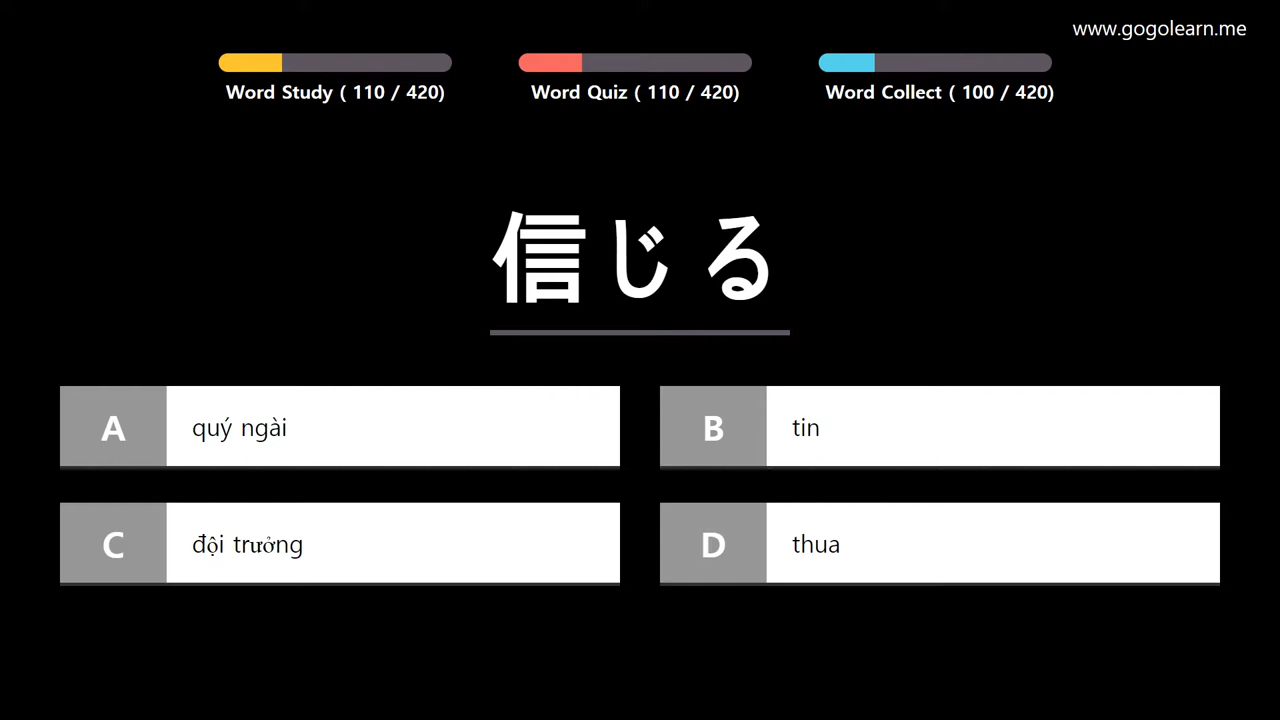 www.gogolearn.me
Word Study ( 110 / 420)
Word Quiz ( 110 / 420)
Word Collect ( 100 / 420)
信じる
A quý ngài
B tin
C đội trưởng
D thua